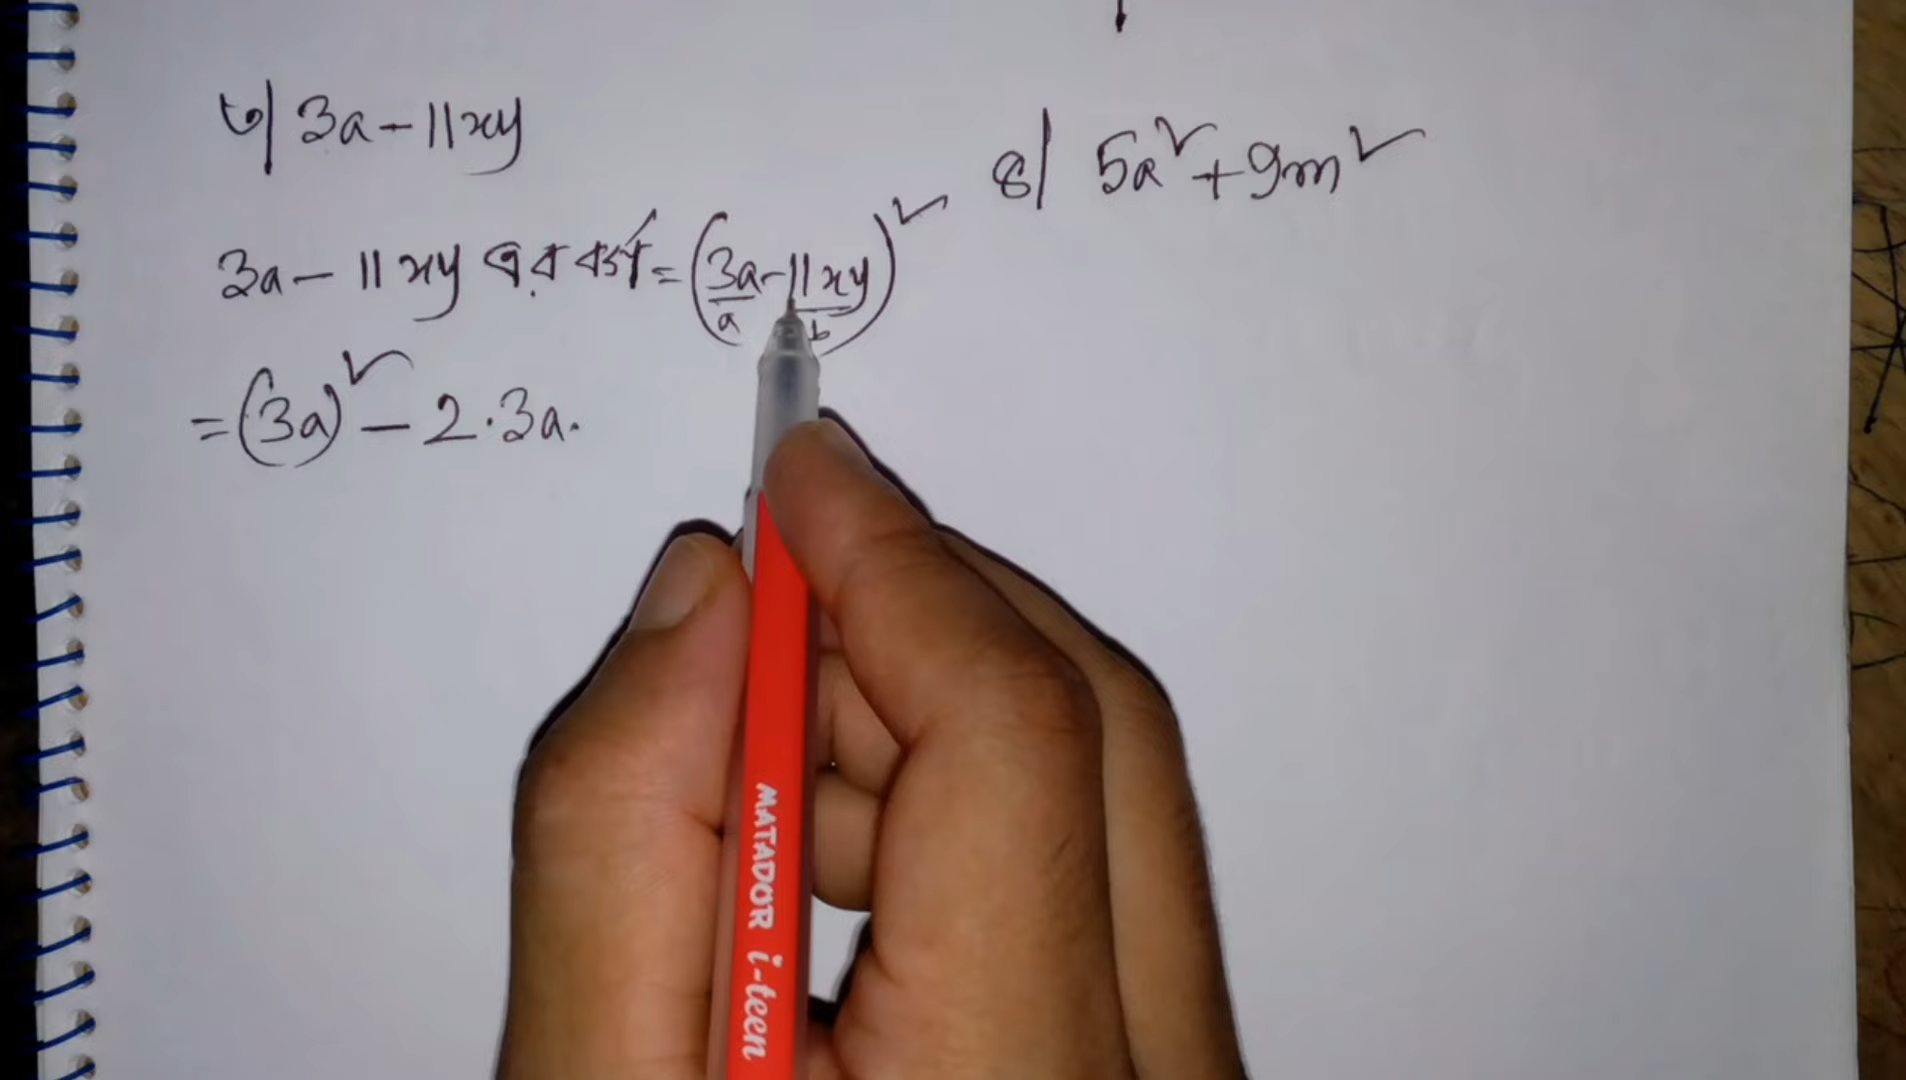 ৩| 3a-11xy
3a-11xy এর বর্গ = (3a-11xy)²
a b
= (3a)² - 2.3a.
৪| 5a²+9m²
MATADOR i-teen